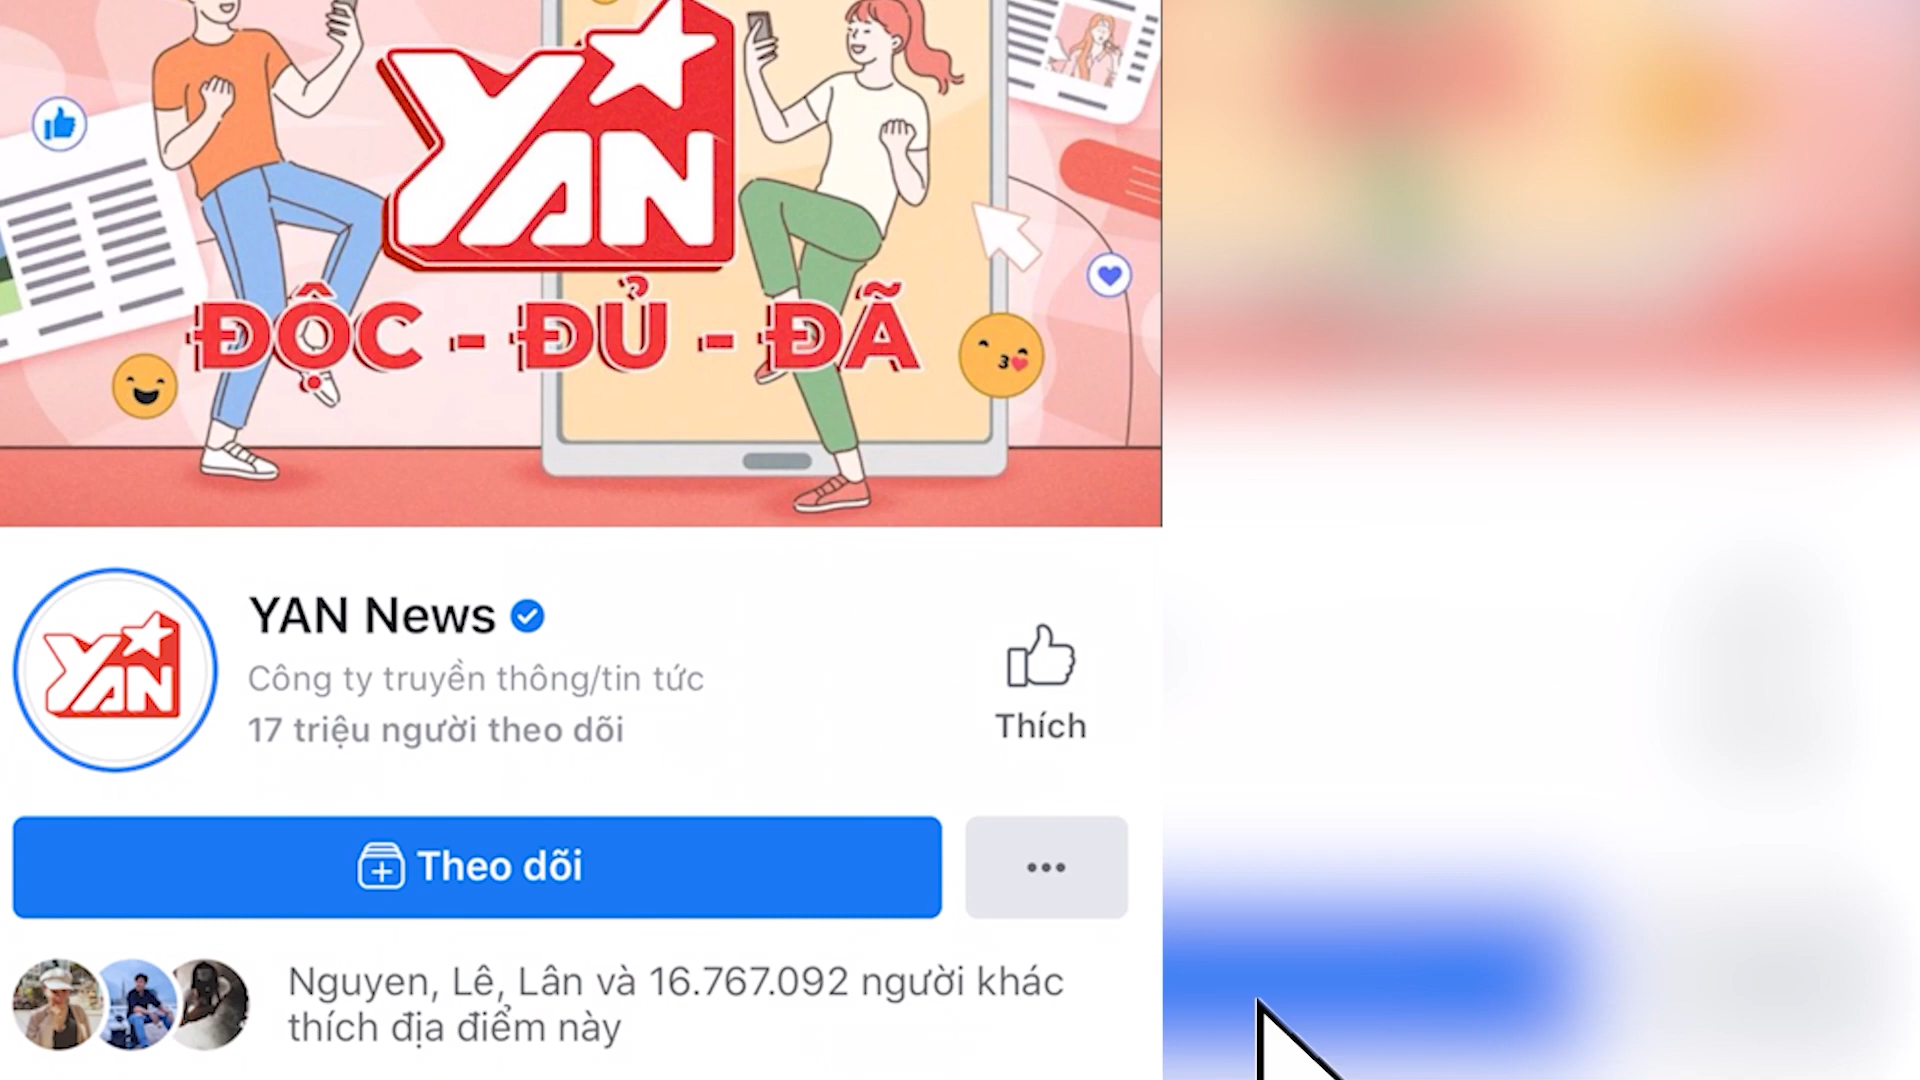 YAN
ĐỘC - ĐỦ - ĐÃ
YAN
YAN News
Công ty truyền thông/tin tức
17 triệu người theo dõi
Thích
Theo dõi
Nguyen, Lê, Lân và 16.767.092 người khác
thích địa điểm này